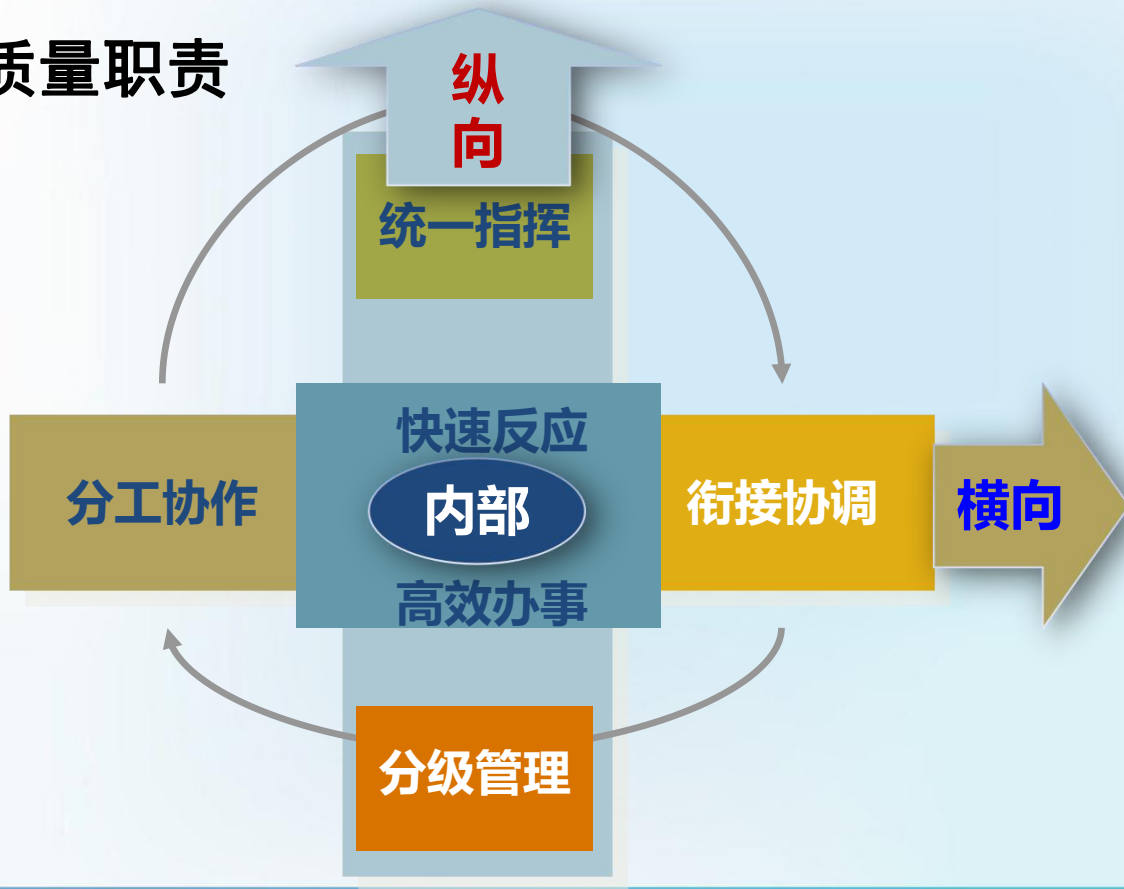 质量职责
纵
向
统一指挥
快速反应
分工协作
内部
衔接协调
横向
高效办事
分级管理